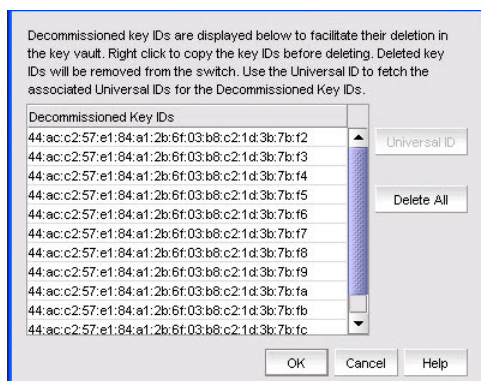 Decommissioned key IDs are displayed below to facilitate their deletion in
the key vault. Right click to copy the key IDs before deleting. Deleted key
IDs will be removed from the switch. Use the Universal ID to fetch the
associated Universal IDs for the Decommissioned Key IDs.
Decommissioned Key IDs
44:ac:c2:57:e1:84:a1:2b:6f:03:b8:c2:1d:3b:7b:f2
44:ac:c2:57:e1:84:a1:2b:6f:03:b8:c2:1d:3b:7b:f3
44:ac:c2:57:e1:84:a1:2b:6f:03:b8:c2:1d:3b:7b:f4
44:ac:c2:57:e1:84:a1:2b:6f:03:b8:c2:1d:3b:7b:f5
44:ac:c2:57:e1:84:a1:2b:6f:03:b8:c2:1d:3b:7b:f6
44:ac:c2:57:e1:84:a1:2b:6f:03:b8:c2:1d:3b:7b:f7
44:ac:c2:57:e1:84:a1:2b:6f:03:b8:c2:1d:3b:7b:f8
44:ac:c2:57:e1:84:a1:2b:6f:03:b8:c2:1d:3b:7b:f9
44:ac:c2:57:e1:84:a1:2b:6f:03:b8:c2:1d:3b:7b:fa
44:ac:c2:57:e1:84:a1:2b:6f:03:b8:c2:1d:3b:7b:fb
44:ac:c2:57:e1:84:a1:2b:6f:03:b8:c2:1d:3b:7b:fc
Universal ID
Delete All
OK Cancel Help